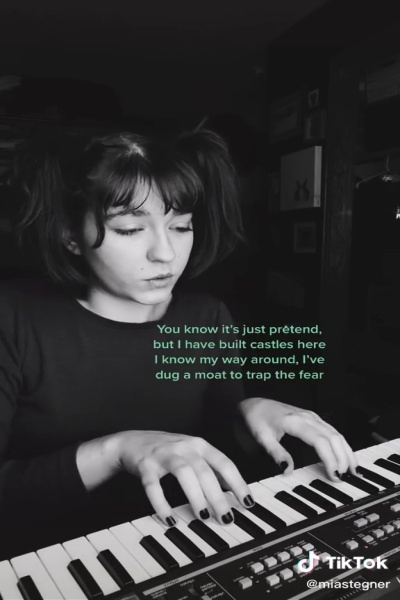 You know it's just pretend,
but I have built castles here
I know my way around, I've
dug a moat to trap the fear
TikTok
@miastegner